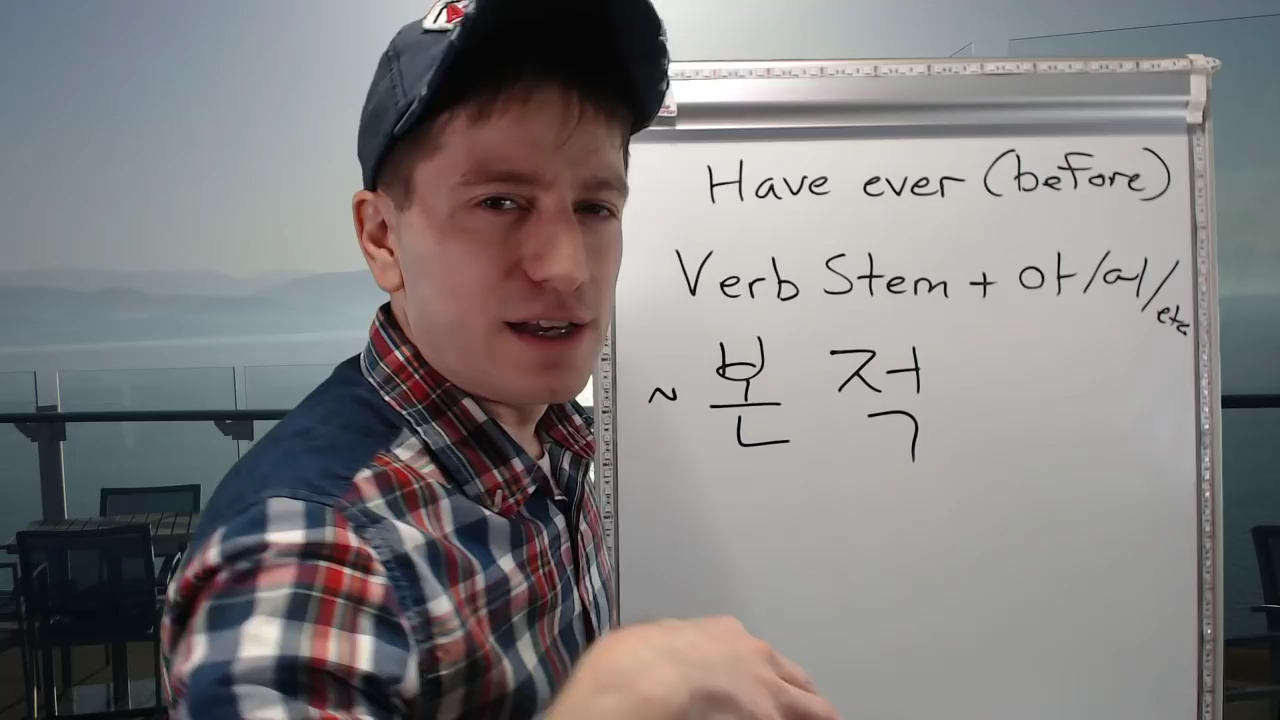 Have ever (before)
Verb Stem + 아/어/etc
~ 본 적